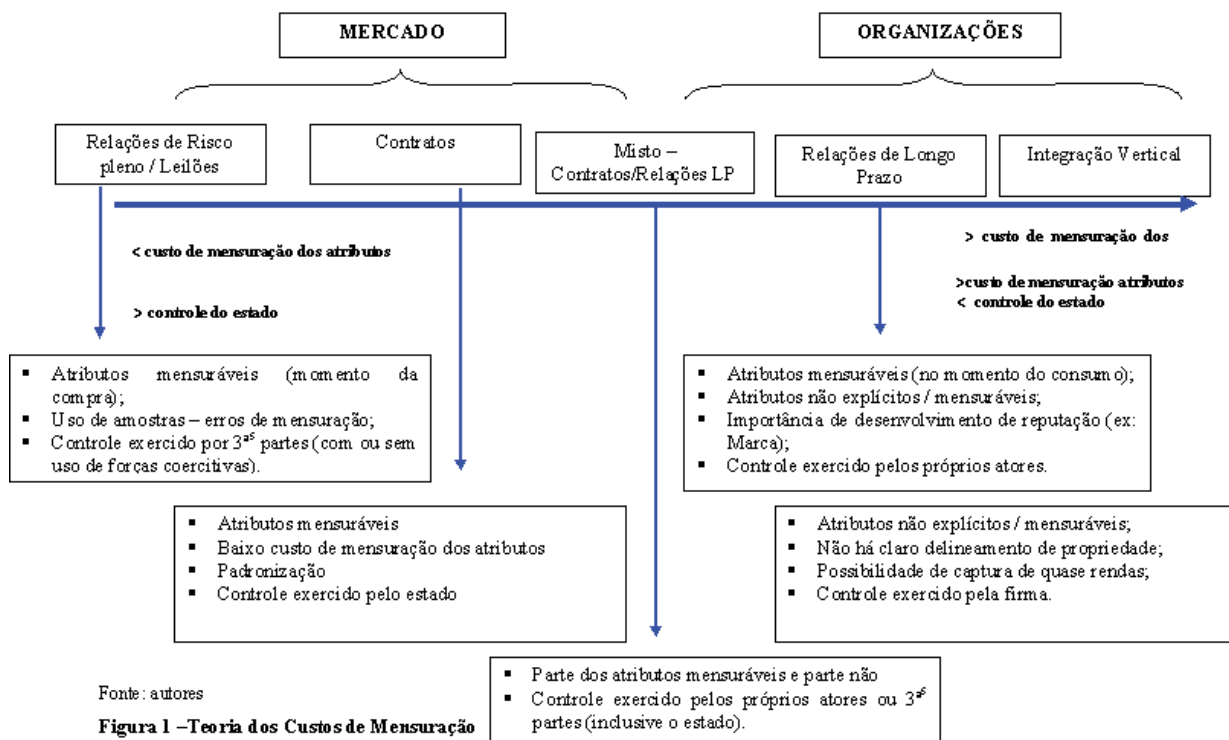 MERCADO
ORGANIZAÇÕES
Relações de Risco
pleno / Leilões
Contratos
Misto –
Contratos/Relações LP
Relações de Longo
Prazo
Integração Vertical
< custo de mensuração dos atributos
> controle do estado
> custo de mensuração dos
>custo de mensuração atributos
< controle do estado
▪ Atributos mensuráveis (momento da
compra);
▪ Uso de amostras – erros de mensuração;
▪ Controle exercido por 3ªˢ partes (com ou sem
uso de forças coercitivas).
▪ Atributos mensuráveis (no momento do consumo);
▪ Atributos não explícitos / mensuráveis;
▪ Importância de desenvolvimento de reputação (ex:
Marca);
▪ Controle exercido pelos próprios atores.
▪ Atributos mensuráveis
▪ Baixo custo de mensuração dos atributos
▪ Padronização
▪ Controle exercido pelo estado
▪ Atributos não explícitos / mensuráveis;
▪ Não há claro delineamento de propriedade;
▪ Possibilidade de captura de quase rendas;
▪ Controle exercido pela firma.
▪ Parte dos atributos mensuráveis e parte não
▪ Controle exercido pelos próprios atores ou 3ªˢ
partes (inclusive o estado).
Fonte: autores
Figura 1 –Teoria dos Custos de Mensuração